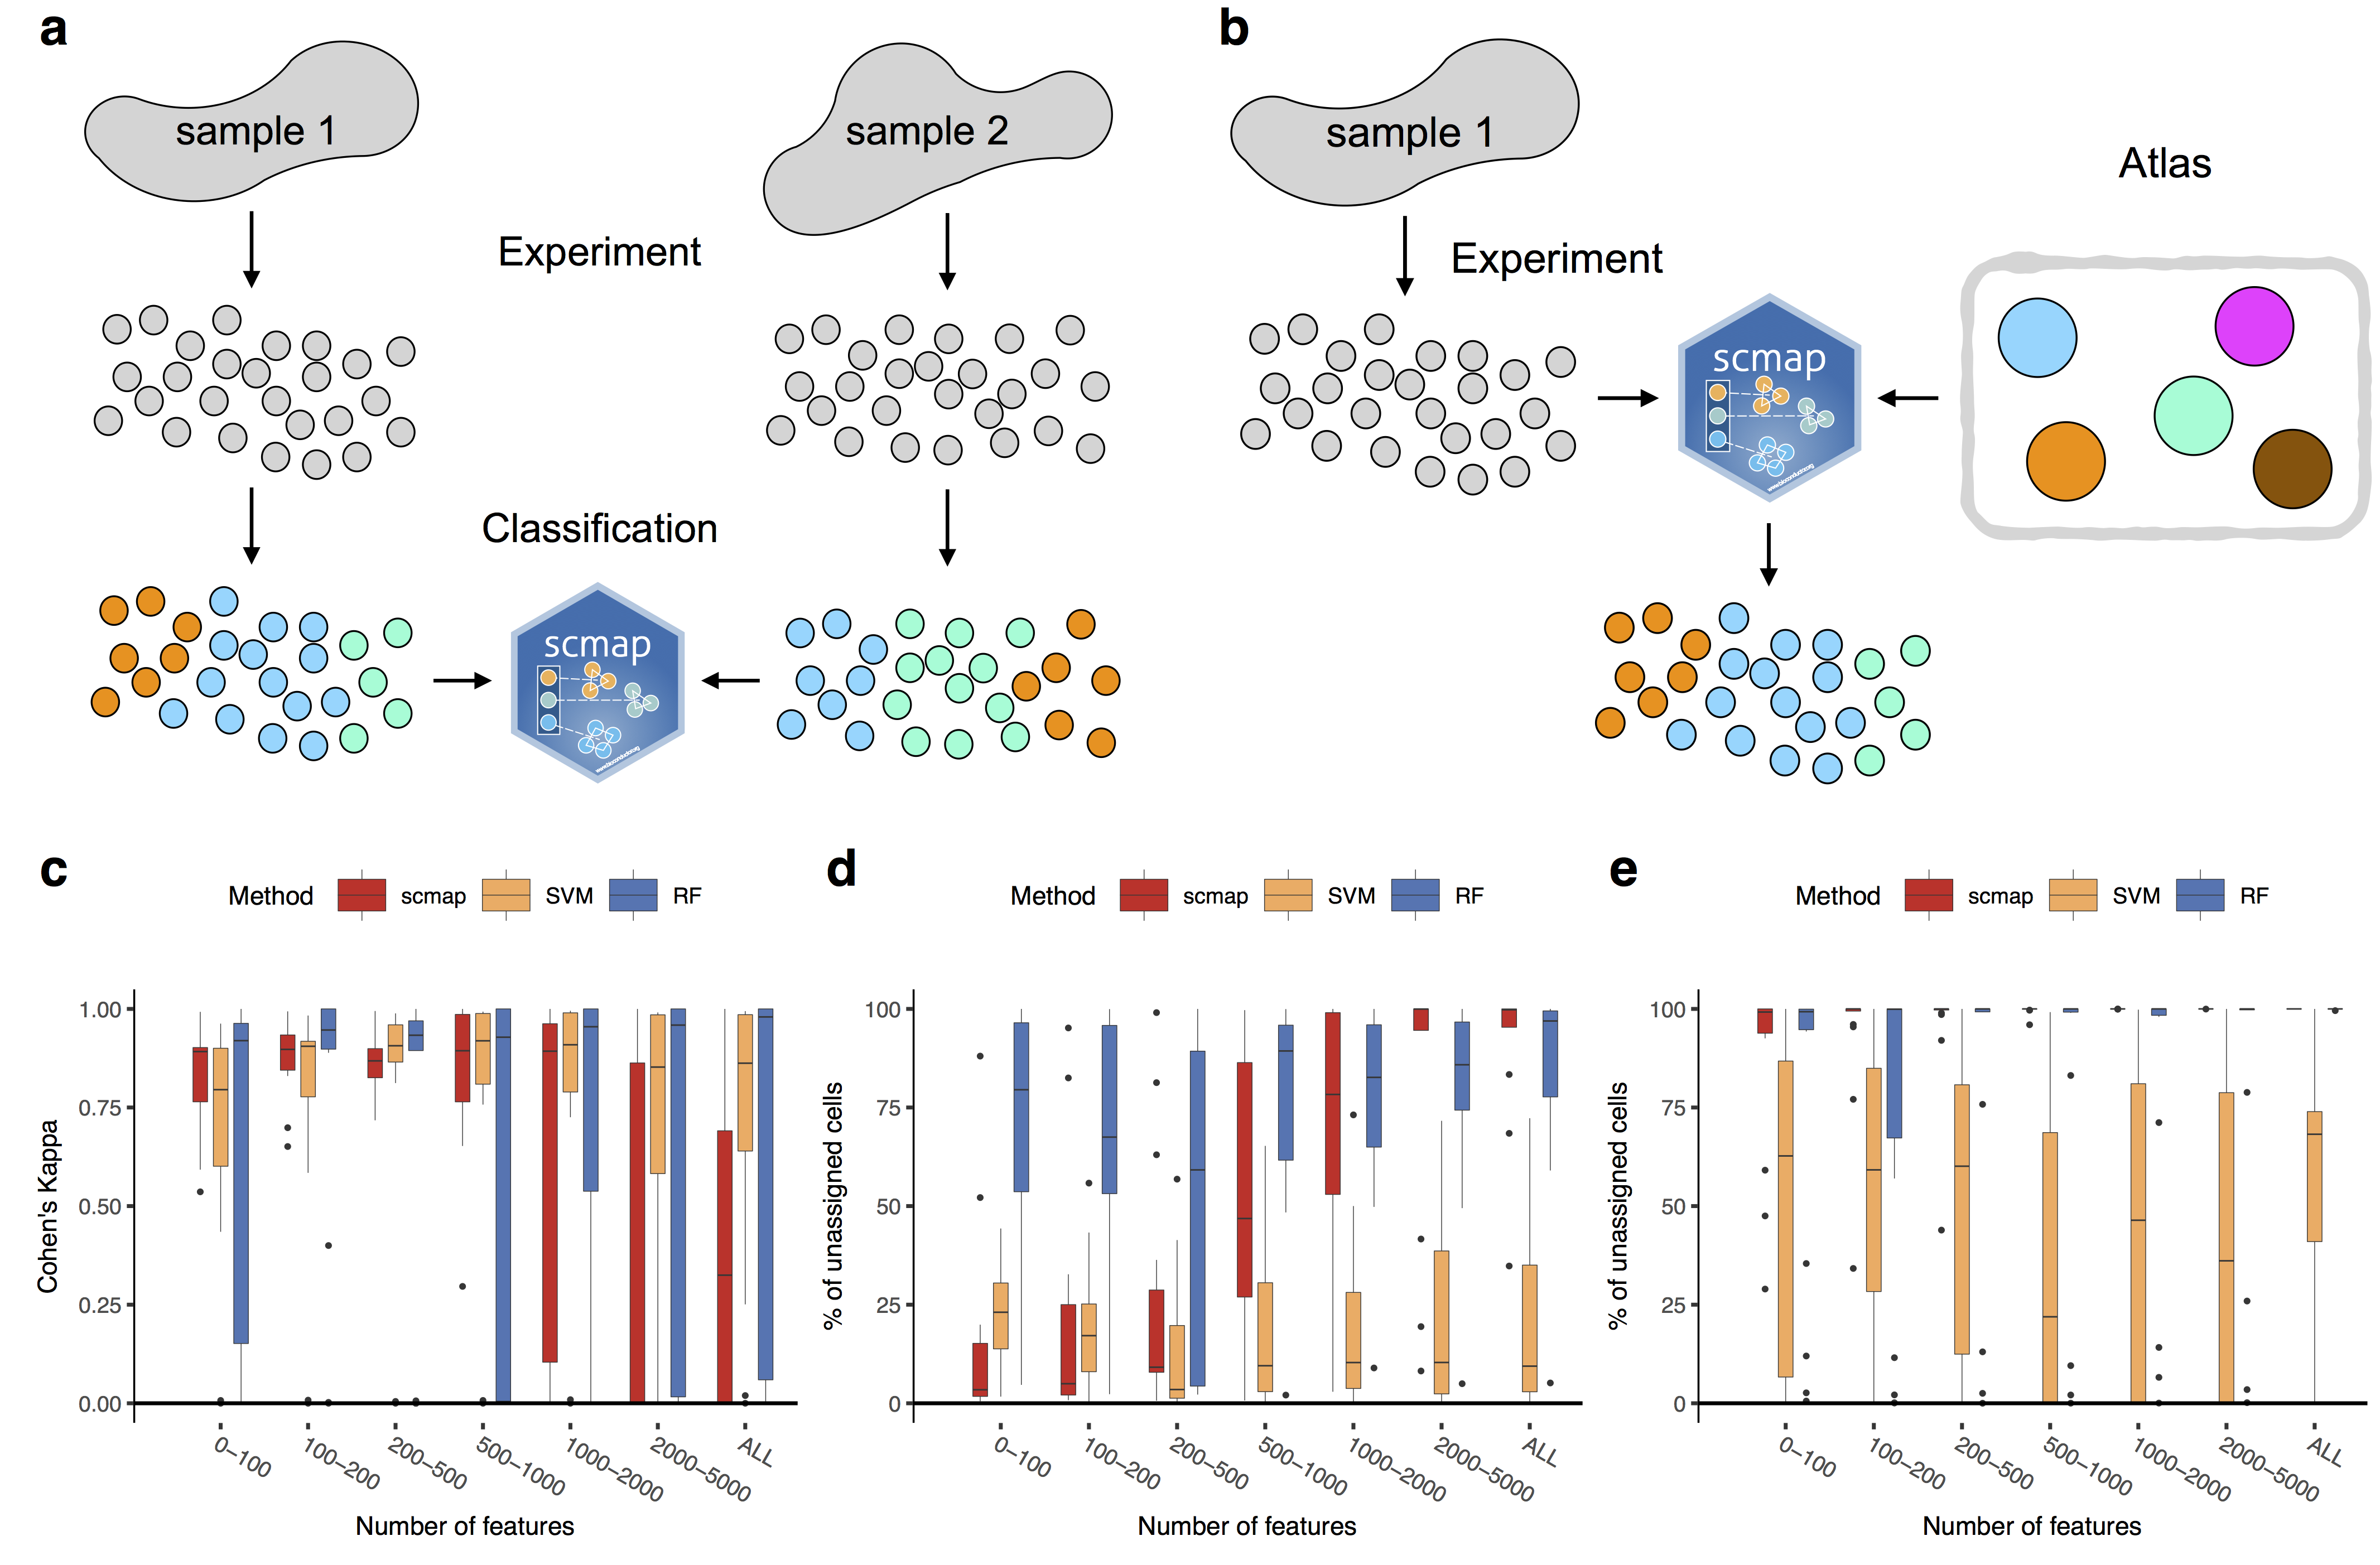 a
b
sample 1
sample 2
sample 1
Atlas
Experiment
Experiment
scmap
Classification
scmap
c
Method scmap SVM RF
d
Method scmap SVM RF
e
Method scmap SVM RF
Cohen's Kappa
1.00
0.75
0.50
0.25
0.00
0–100
100–200
200–500
500–1000
1000–2000
2000–5000
ALL
Number of features
% of unassigned cells
100
75
50
25
0
0–100
100–200
200–500
500–1000
1000–2000
2000–5000
ALL
Number of features
% of unassigned cells
100
75
50
25
0
0–100
100–200
200–500
500–1000
1000–2000
2000–5000
ALL
Number of features